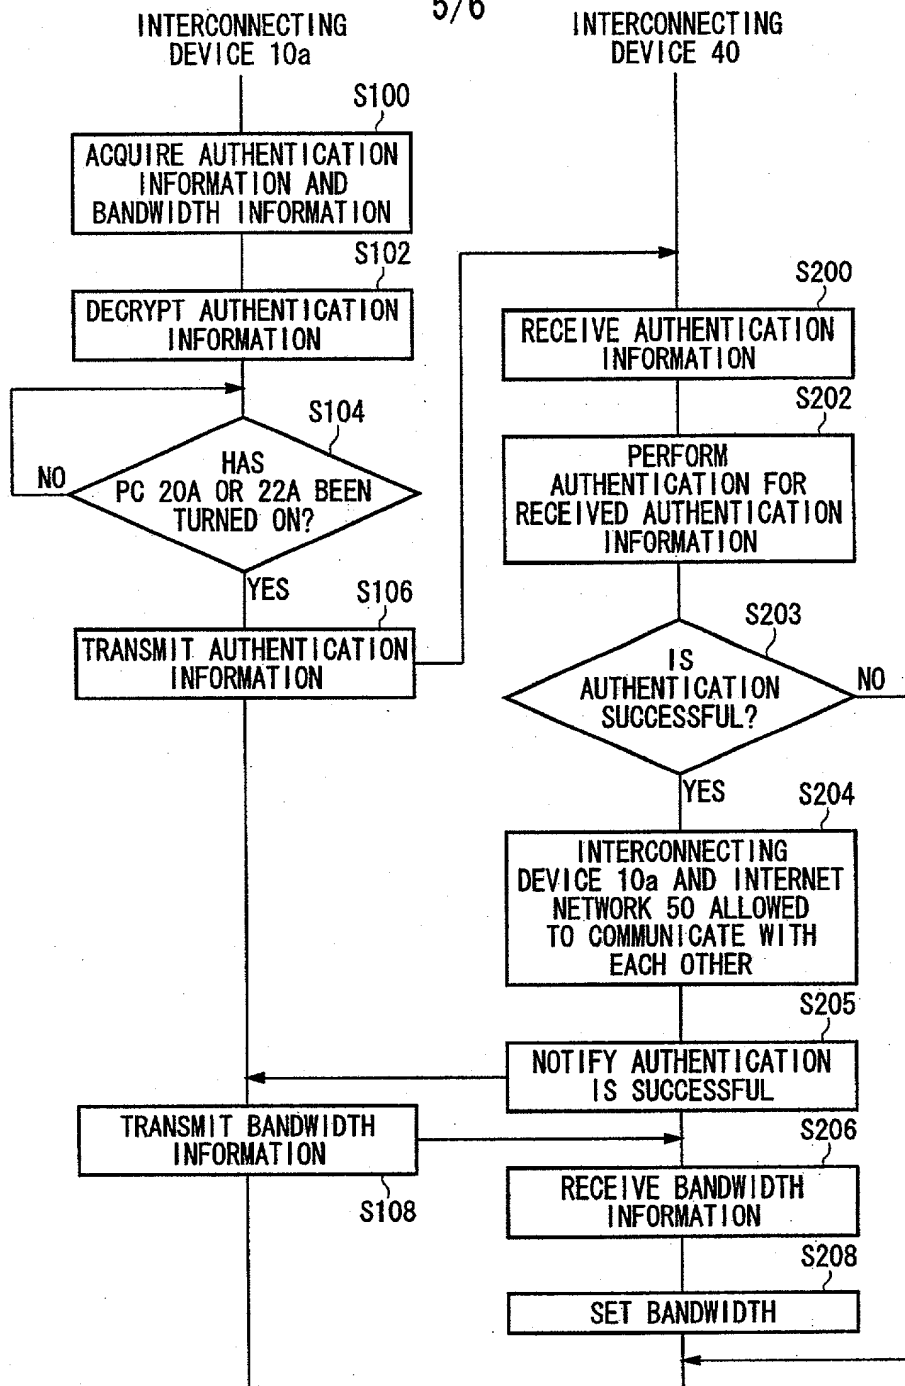 5/6
INTERCONNECTING
DEVICE 10a
S100
ACQUIRE AUTHENTICATION
INFORMATION AND
BANDWIDTH INFORMATION
S102
DECRYPT AUTHENTICATION
INFORMATION
S104
HAS
PC 20A OR 22A BEEN
TURNED ON?
NO
YES
S106
TRANSMIT AUTHENTICATION
INFORMATION
TRANSMIT BANDWIDTH
INFORMATION
S108
INTERCONNECTING
DEVICE 40
S200
RECEIVE AUTHENTICATION
INFORMATION
S202
PERFORM
AUTHENTICATION FOR
RECEIVED AUTHENTICATION
INFORMATION
S203
IS
AUTHENTICATION
SUCCESSFUL?
NO
YES
S204
INTERCONNECTING
DEVICE 10a AND INTERNET
NETWORK 50 ALLOWED
TO COMMUNICATE WITH
EACH OTHER
S205
NOTIFY AUTHENTICATION
IS SUCCESSFUL
S206
RECEIVE BANDWIDTH
INFORMATION
S208
SET BANDWIDTH